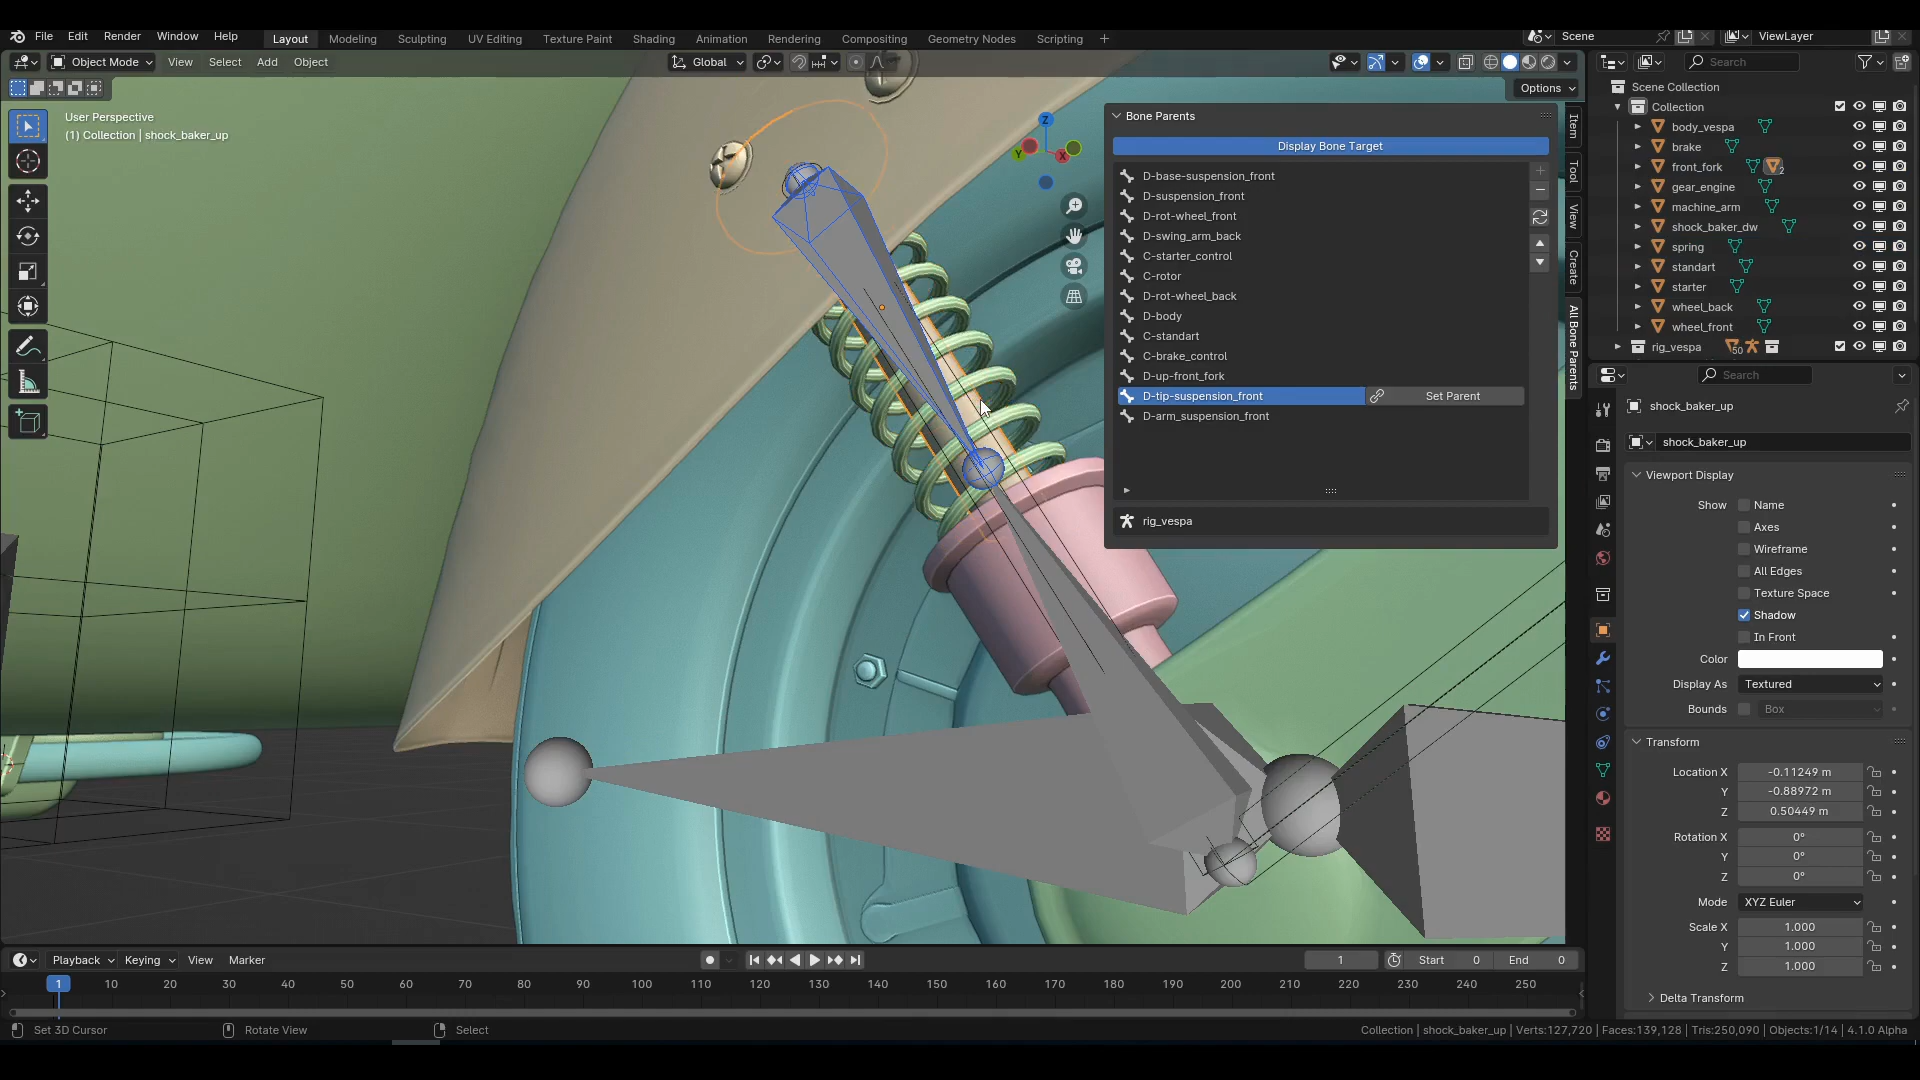 File Edit Render Window Help
Layout Modeling Sculpting UV Editing Texture Paint Shading Animation Rendering Compositing Geometry Nodes Scripting +
Scene
ViewLayer
Object Mode View Select Add Object
Global
Search
Options
User Perspective
(1) Collection | shock_baker_up
Z
Y
X
Bone Parents
Display Bone Target
D-base-suspension_front
D-suspension_front
D-rot-wheel_front
D-swing_arm_back
C-starter_control
C-rotor
D-rot-wheel_back
D-body
C-standart
C-brake_control
D-up-front_fork
D-tip-suspension_front Set Parent
D-arm_suspension_front
rig_vespa
Item
Tool
View
Create
All Bone Parents
Scene Collection
Collection
body_vespa
brake
front_fork 2
gear_engine
machine_arm
shock_baker_dw
spring
standart
starter
wheel_back
wheel_front
rig_vespa 50
Search
shock_baker_up
shock_baker_up
Viewport Display
Show Name
Axes
Wireframe
All Edges
Texture Space
Shadow
In Front
Color
Display As Textured
Bounds Box
Transform
Location X -0.11249 m
Y -0.88972 m
Z 0.50449 m
Rotation X 0°
Y 0°
Z 0°
Mode XYZ Euler
Scale X 1.000
Y 1.000
Z 1.000
Delta Transform
Playback Keying View Marker
1 Start 0 End 0
1 10 20 30 40 50 60 70 80 90 100 110 120 130 140 150 160 170 180 190 200 210 220 230 240 250
Set 3D Cursor Rotate View Select
Collection | shock_baker_up | Verts:127,720 | Faces:139,128 | Tris:250,090 | Objects:1/14 | 4.1.0 Alpha